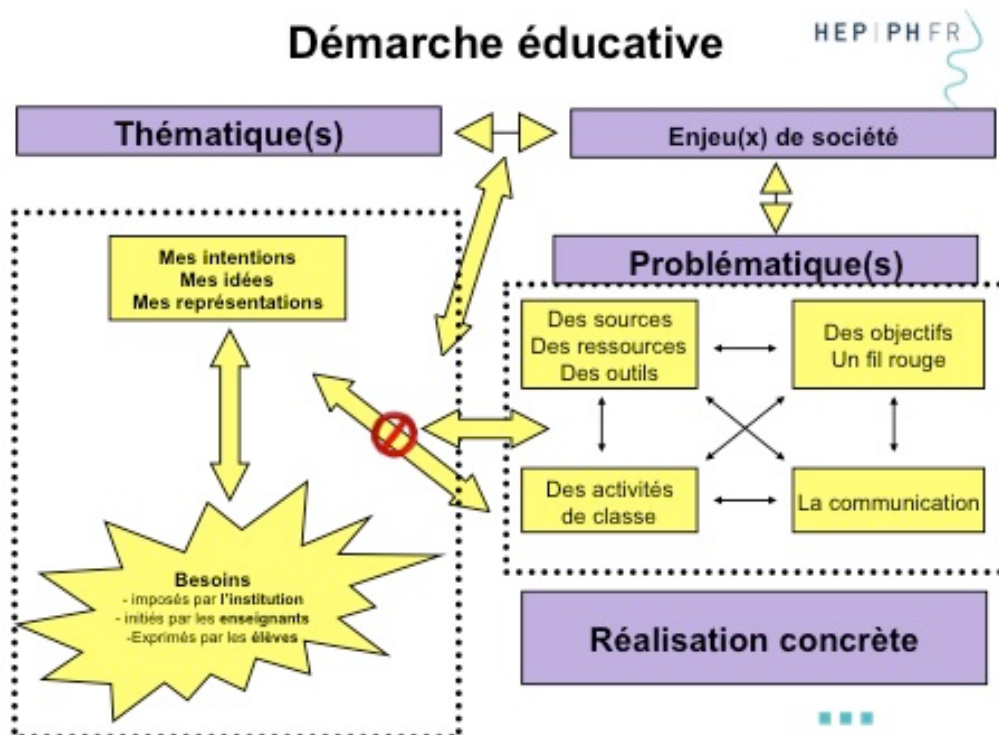 Démarche éducative
HEP | PH FR
Thématique(s)
Enjeu(x) de société
Mes intentions
Mes idées
Mes représentations
Problématique(s)
Des sources
Des ressources
Des outils
Des objectifs
Un fil rouge
Des activités
de classe
La communication
Besoins
- imposés par l'institution
- initiés par les enseignants
-Exprimés par les élèves
Réalisation concrète